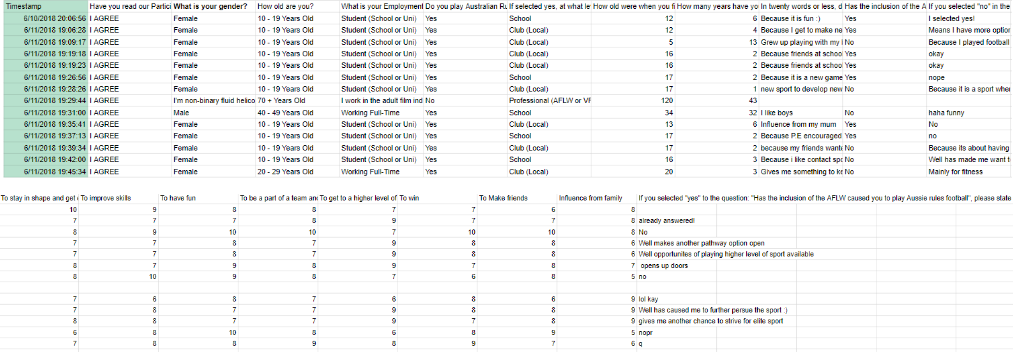 Timestamp Have you read our Partici What is your gender? How old are you? What is your Employment Do you play Australian Ru If selected yes, at what le How old were when you fi How many years have yo In twenty words or less, d Has the inclusion of the A If you selected "no" in the
6/10/2018 20:06:56 I AGREE Female 10 - 19 Years Old Student (School or Uni) Yes School 12 6 Because it is fun :) Yes I selected yes!
6/11/2018 19:06:28 I AGREE Female 10 - 19 Years Old Student (School or Uni) Yes Club (Local) 12 4 Because I get to make ne Yes Means I have more option
6/11/2018 19:09:17 I AGREE Female 10 - 19 Years Old Student (School or Uni) Yes Club (Local) 5 13 Grew up playing with my No Because I played football
6/11/2018 19:19:18 I AGREE Female 10 - 19 Years Old Student (School or Uni) Yes Club (Local) 16 2 Because friends at school Yes okay
6/11/2018 19:19:23 I AGREE Female 10 - 19 Years Old Student (School or Uni) Yes Club (Local) 16 2 Because friends at school Yes okay
6/11/2018 19:26:56 I AGREE Female 10 - 19 Years Old Student (School or Uni) Yes School 17 2 Because it is a new game Yes nope
6/11/2018 19:28:26 I AGREE Female 10 - 19 Years Old Student (School or Uni) Yes Club (Local) 17 1 new sport to develop new No Because it is a sport wher
6/11/2018 19:29:44 I AGREE I'm non-binary fluid helico 70 + Years Old I work in the adult film ind No Professional (AFLW or VF 120 43
6/11/2018 19:31:00 I AGREE Male 40 - 49 Years Old Working Full-Time Yes School 34 32 I like boys No haha funny
6/11/2018 19:35:41 I AGREE Female 10 - 19 Years Old Student (School or Uni) Yes Club (Local) 13 6 Influence from my mum Yes No
6/11/2018 19:37:13 I AGREE Female 10 - 19 Years Old Student (School or Uni) Yes School 17 2 Because PE encouraged Yes no
6/11/2018 19:39:34 I AGREE Female 10 - 19 Years Old Student (School or Uni) Yes Club (Local) 17 2 because my friends want No Because its about having
6/11/2018 19:42:00 I AGREE Female 10 - 19 Years Old Student (School or Uni) Yes School 16 3 Because i like contact spo No Well has made me want t
6/11/2018 19:45:34 I AGREE Female 20 - 29 Years Old Working Full-Time Yes Club (Local) 20 3 Gives me something to No Mainly for fitness
To stay in shape and get To improve skills To have fun To be a part of a team an To get to a higher level of To win To Make friends Influence from family If you selected "yes" to the question: "Has the inclusion of the AFLW caused you to play Aussie rules football", please state
10 9 8 8 7 7 6 8
7 7 7 8 9 7 7 8 already answered!
8 9 10 10 7 10 10 8 No
7 7 8 7 9 8 8 6 Well makes another pathway option open
7 7 8 7 9 8 8 6 Well opportunites of playing higher level of sport available
8 7 9 8 9 7 8 7 opens up doors
8 10 9 8 7 6 8 5 no
7 6 8 7 6 8 6 9 lol kay
7 8 7 7 9 8 8 9 Well has caused me to further persue the sport :)
8 8 8 7 9 7 8 9 gives me another chance to strive for elite sport
6 8 10 8 6 8 9 5 nopr
7 8 8 9 8 9 7 6 q